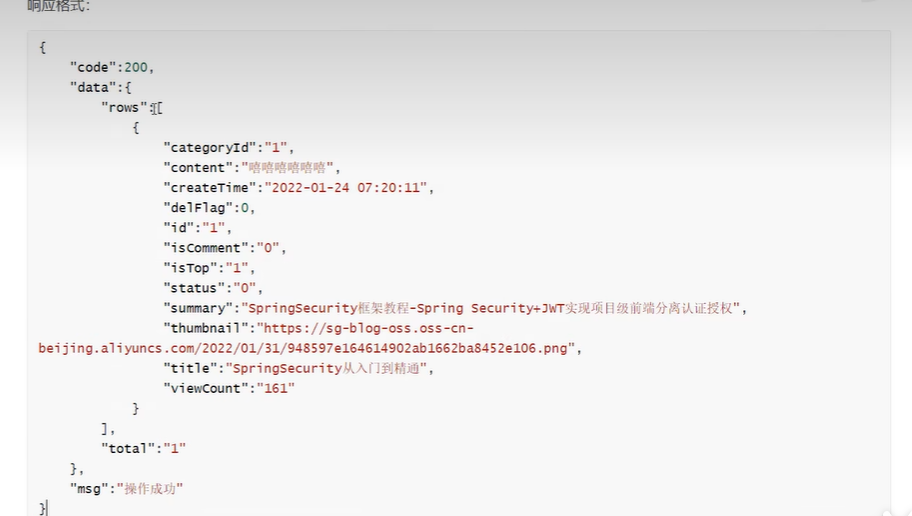 响应格式:
{
"code":200,
"data":{
"rows":[
{
"categoryId":"1",
"content":"嘻嘻嘻嘻嘻嘻",
"createTime":"2022-01-24 07:20:11",
"delFlag":0,
"id":"1",
"isComment":"0",
"isTop":"1",
"status":"0",
"summary":"SpringSecurity框架教程-Spring Security+JWT实现项目级前端分离认证授权",
"thumbnail":"https://sg-blog-oss.oss-cn-
beijing.aliyuncs.com/2022/01/31/948597e164614902ab1662ba8452e106.png",
"title":"SpringSecurity从入门到精通",
"viewCount":"161"
}
],
"total":"1"
},
"msg":"操作成功"
}